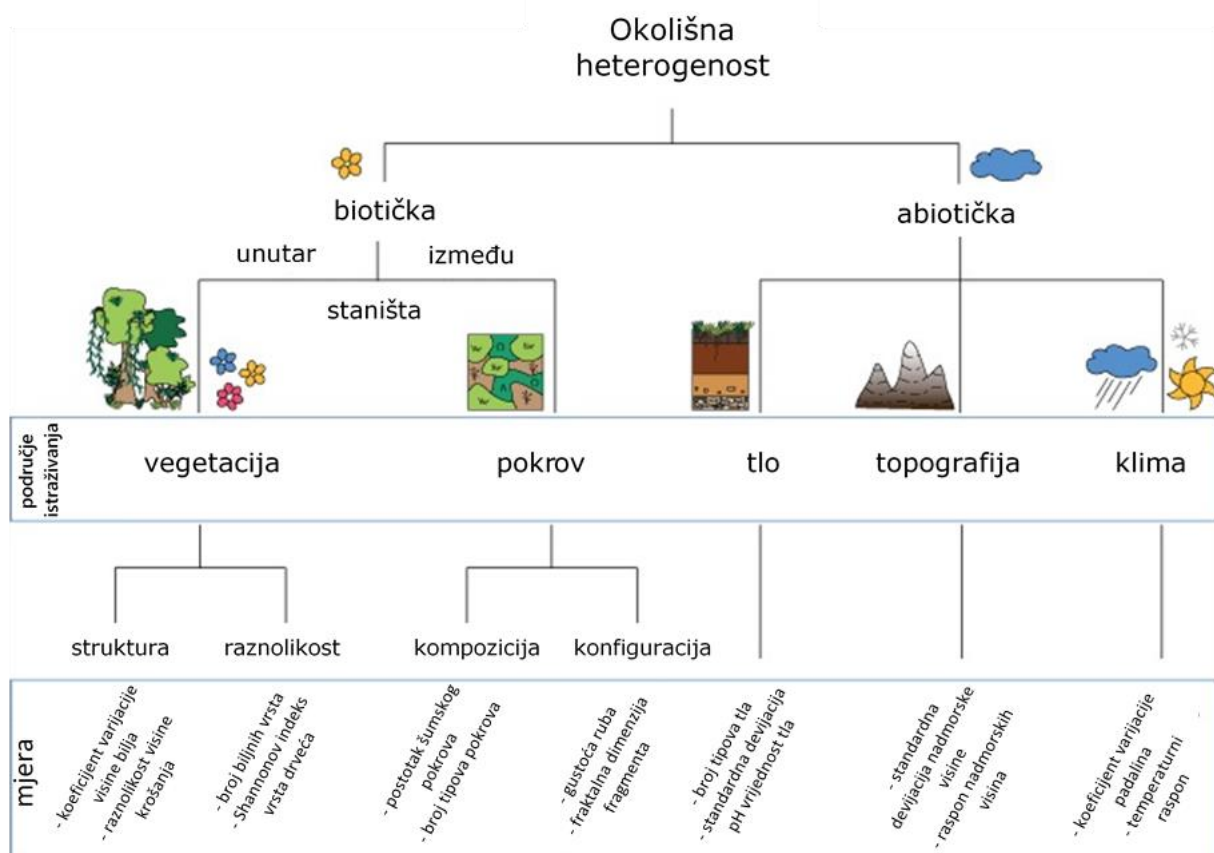 Okolišna
heterogenost
biotička
abiotička
unutar
između
staništa
područje
istraživanja
vegetacija
pokrov
tlo
topografija
klima
struktura
raznolikost
kompozicija
konfiguracija
mjera
- koeficijent varijacije
visine bilja
- raznolikost visine
krošanja
- broj biljnih vrsta
- Shannonov indeks
vrsta drveća
- postotak šumskog
pokrova
- broj tipova pokrova
- gustoća ruba
- fraktalna dimenzija
fragmenta
- broj tipova tla
- standardna devijacija
pH vrijednost tla
- standardna
devijacija nadmorske
visine
- raspon nadmorskih
visina
- koeficijent varijacije
padalina
- temperaturni
raspon